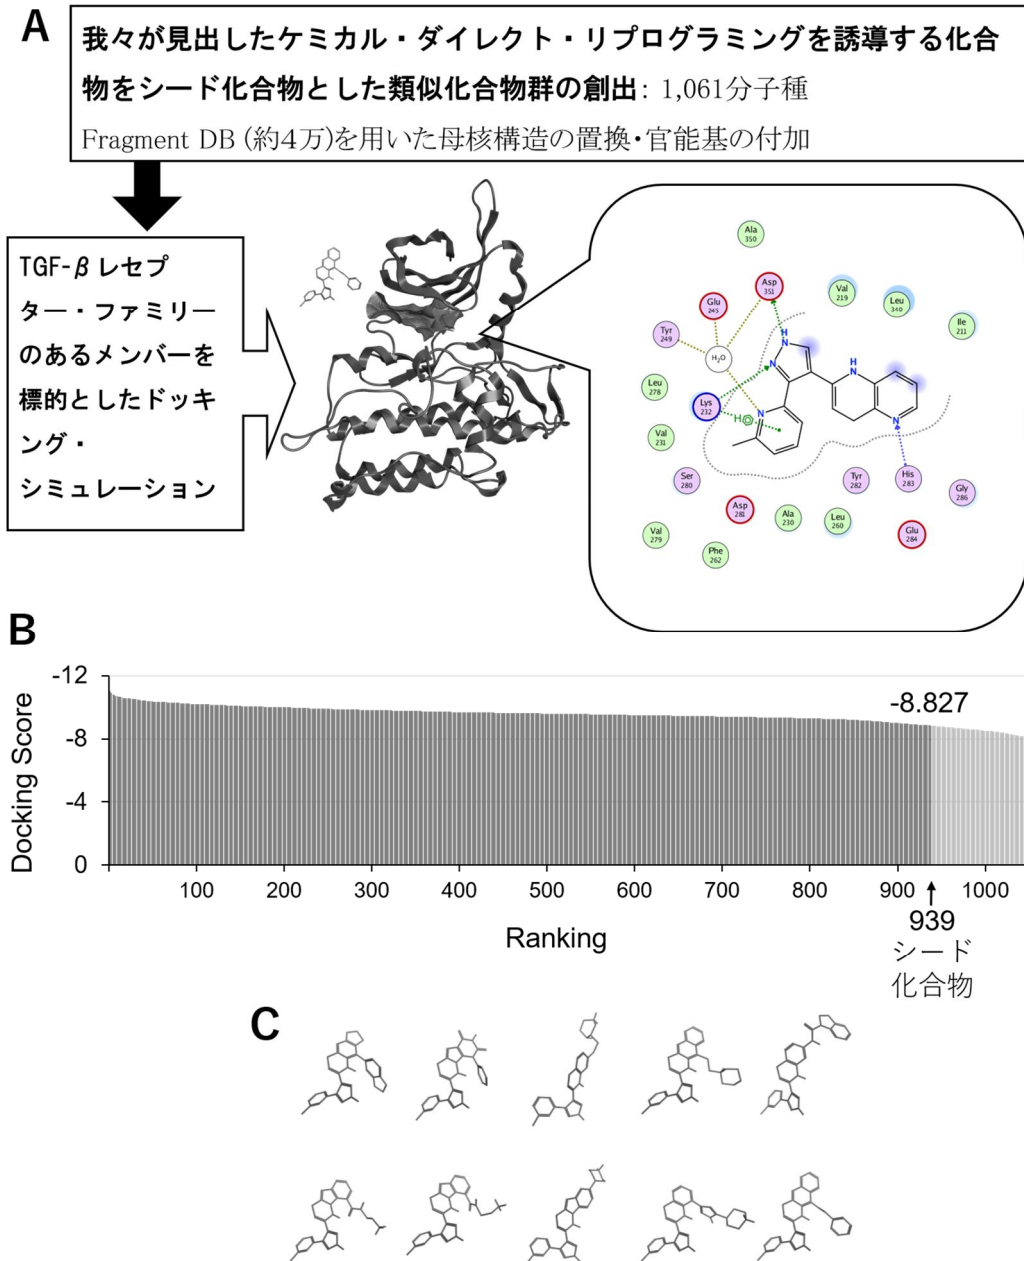 A
我々が見出したケミカル・ダイレクト・リプログラミングを誘導する化合
物をシード化合物とした類似化合物群の創出: 1,061分子種
Fragment DB (約4万)を用いた母核構造の置換・官能基の付加
TGF-β レセプ
ター・ファミリー
のあるメンバーを
標的としたドッキ
ング・
シミュレーション
Ala
350
Asp
351
Glu
245
Val
219
Leu
340
Ile
211
Tyr
249
H₂O
H
N
N
H
N
Leu
278
Lys
232
H
N
N
Val
231
Ser
280
Tyr
282
His
283
Gly
286
Asp
281
Ala
230
Leu
260
Glu
284
Val
279
Phe
262
B
Docking Score
-12
-8
-4
0
-8.827
100 200 300 400 500 600 700 800 900 1000
Ranking
939
シード
化合物
C